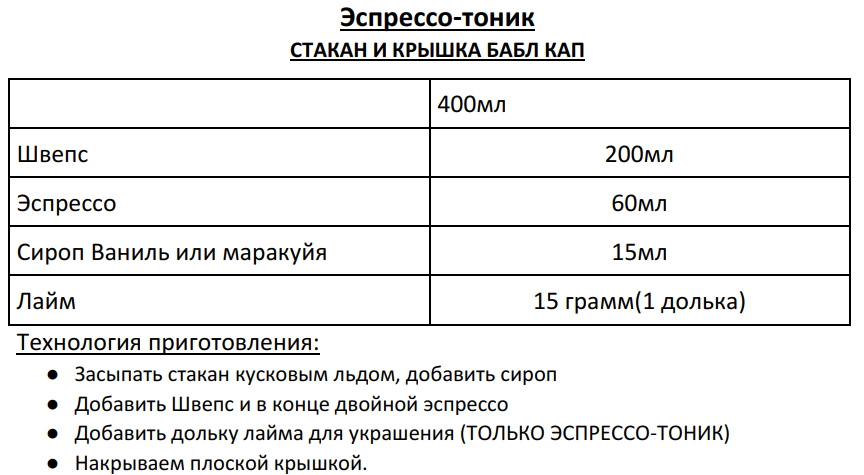 Эспрессо-тоник
СТАКАН И КРЫШКА БАБЛ КАП
400мл
Швепс 200мл
Эспрессо 60мл
Сироп Ваниль или маракуйя 15мл
Лайм 15 грамм(1 долька)
Технология приготовления:
● Засыпать стакан кусковым льдом, добавить сироп
● Добавить Швепс и в конце двойной эспрессо
● Добавить дольку лайма для украшения (ТОЛЬКО ЭСПРЕССО-ТОНИК)
● Накрываем плоской крышкой.